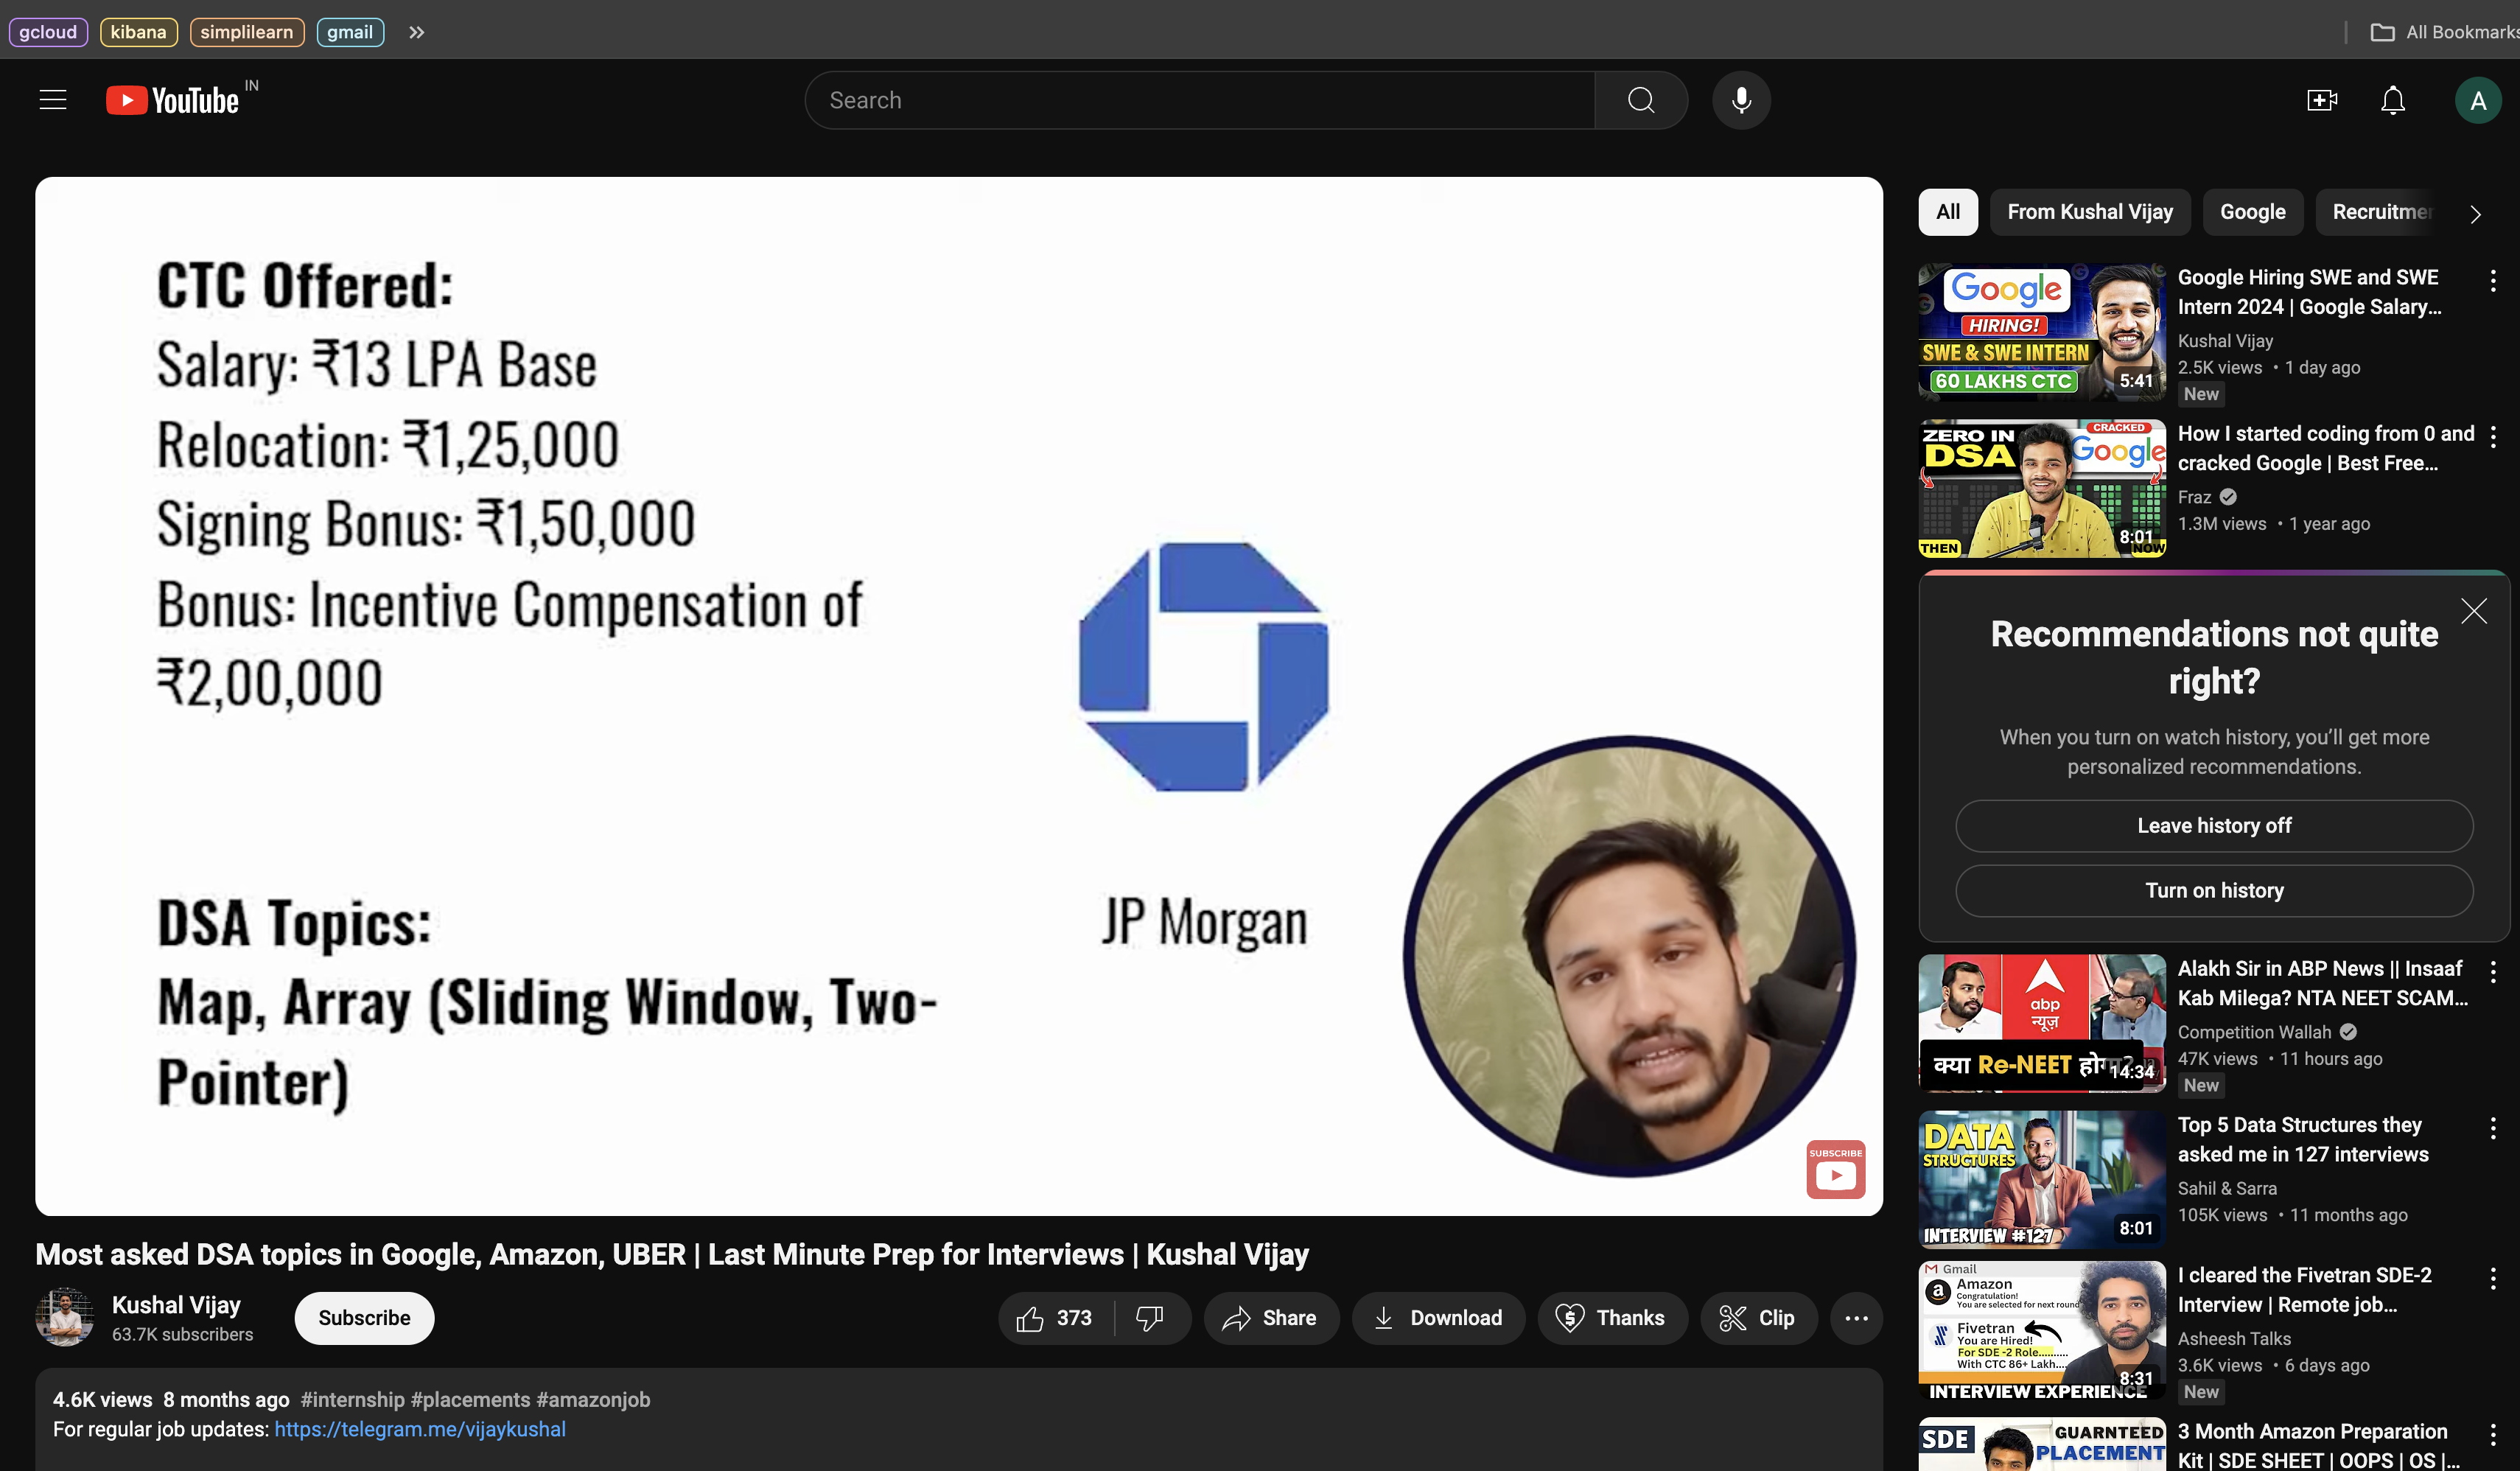 gcloud kibana simplilearn gmail
All Bookmarks
YouTube IN
Search
A
CTC Offered:
Salary: ₹13 LPA Base
Relocation: ₹1,25,000
Signing Bonus: ₹1,50,000
Bonus: Incentive Compensation of
₹2,00,000
DSA Topics:
Map, Array (Sliding Window, Two-
Pointer)
JP Morgan
SUBSCRIBE
Most asked DSA topics in Google, Amazon, UBER | Last Minute Prep for Interviews | Kushal Vijay
Kushal Vijay
63.7K subscribers
Subscribe
373
Share
Download
Thanks
Clip
4.6K views 8 months ago #internship #placements #amazonjob
For regular job updates: https://telegram.me/vijaykushal
All From Kushal Vijay Google Recruitmen
Google
HIRING!
SWE & SWE INTERN
60 LAKHS CTC
5:41
Google Hiring SWE and SWE
Intern 2024 | Google Salary...
Kushal Vijay
2.5K views • 1 day ago
New
ZERO IN
DSA
CRACKED
Google
THEN
NOW
8:01
How I started coding from 0 and
cracked Google | Best Free...
Fraz
1.3M views • 1 year ago
Recommendations not quite
right?
When you turn on watch history, you’ll get more
personalized recommendations.
Leave history off
Turn on history
abp
न्यूज़
क्या Re-NEET
14:34
Alakh Sir in ABP News || Insaaf
Kab Milega? NTA NEET SCAM...
Competition Wallah
47K views • 11 hours ago
New
DATA
STRUCTURES
INTERVIEW #127
8:01
Top 5 Data Structures they
asked me in 127 interviews
Sahil & Sarra
105K views • 11 months ago
Gmail
Amazon
Congratulation!
You are selected for next round
Fivetran
You are Hired!
For SDE -2 Role..........
With CTC 86+ Lakh....
8:31
INTERVIEW EXPERIENCE
I cleared the Fivetran SDE-2
Interview | Remote job...
Asheesh Talks
3.6K views • 6 days ago
New
SDE
GUARNTEED
PLACEMENT
3 Month Amazon Preparation
Kit | SDE SHEET | OOPS | OS |...